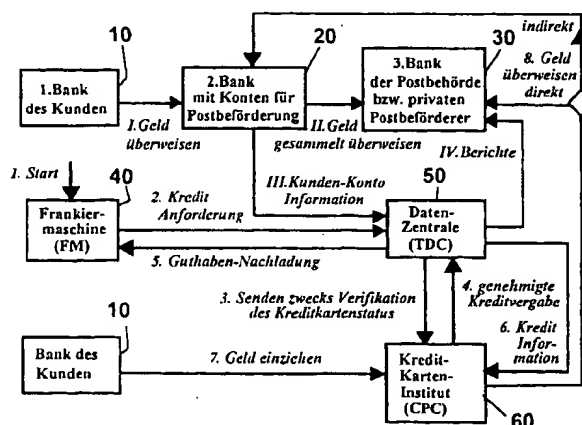 10
20
indirekt
30
1.Bank
des Kunden
2.Bank
mit Konten für
Postbeförderung
3.Bank
der Postbehörde
bzw. privaten
Postbeförderer
8. Geld
überweisen
direkt
I.Geld
überweisen
II.Geld
gesammelt überweisen
IV.Berichte
1. Start
40
III.Kunden-Konto
Information
50
Frankier-
maschine
(FM)
2. Kredit
Anforderung
Daten-
Zentrale
(TDC)
5. Guthaben-Nachladung
10
3. Senden zwecks Verifikation
des Kreditkartenstatus
4. genehmigte
Kreditvergabe
6. Kredit
Infor-
mation
Bank des
Kunden
7. Geld einziehen
Kredit-
Karten-
Institut
(CPC)
60